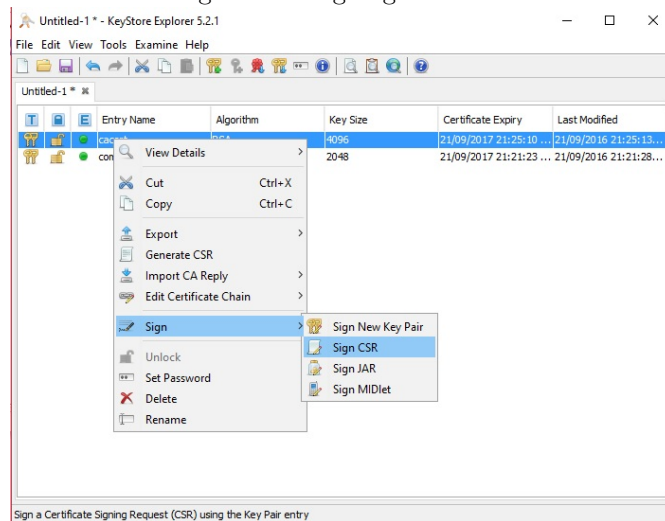 Untitled-1 * - KeyStore Explorer 5.2.1
File Edit View Tools Examine Help
Untitled-1 *
T E Entry Name Algorithm Key Size Certificate Expiry Last Modified
4096 21/09/2017 21:25:10 ... 21/09/2016 21:25:13...
2048 21/09/2017 21:21:23 ... 21/09/2016 21:21:28...
View Details
Cut Ctrl+X
Copy Ctrl+C
Export
Generate CSR
Import CA Reply
Edit Certificate Chain
Sign
Unlock
Set Password
Delete
Rename
Sign New Key Pair
Sign CSR
Sign JAR
Sign MIDlet
Sign a Certificate Signing Request (CSR) using the Key Pair entry